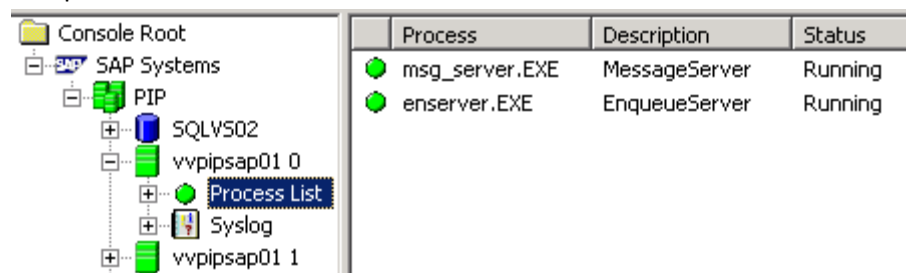 Console Root
SAP Systems
PIP
SQLVS02
vvpipsap01 0
Process List
Syslog
vvpipsap01 1
Process Description Status
msg_server.EXE MessageServer Running
enserver.EXE EnqueueServer Running